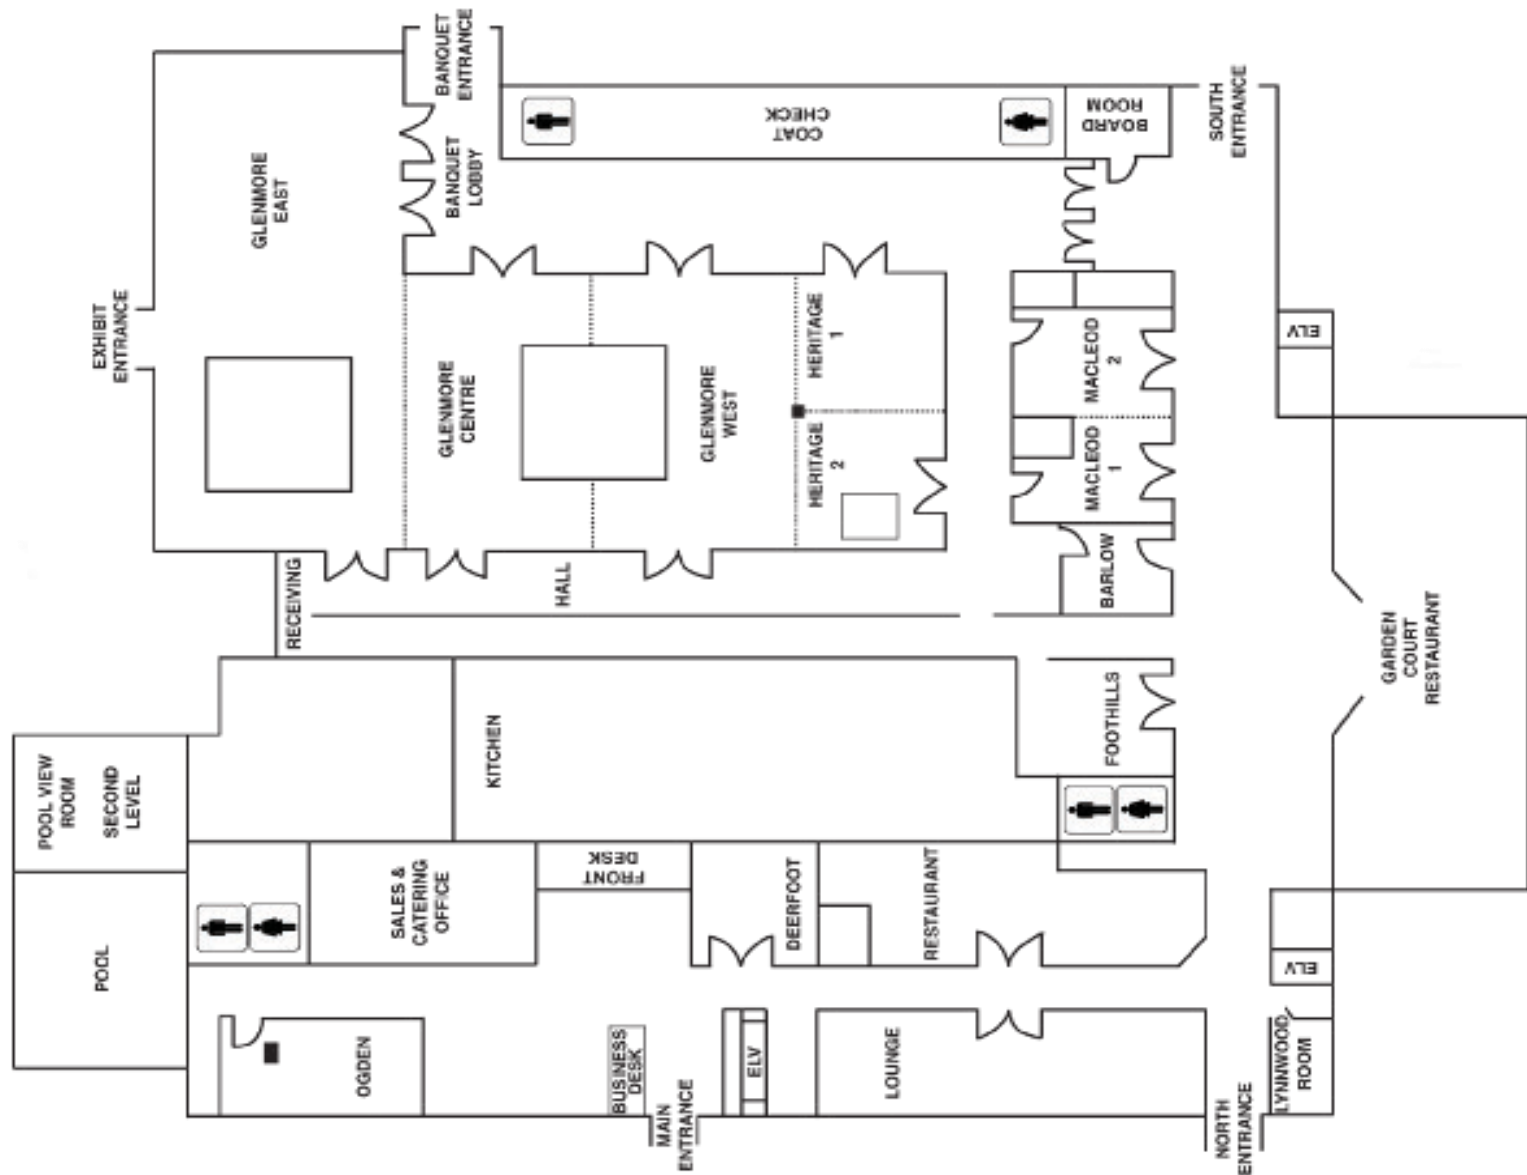 POOL VIEW
ROOM
SECOND
LEVEL
POOL
EXHIBIT
ENTRANCE
GLENMORE
EAST
BANQUET
ENTRANCE
BANQUET
LOBBY
COAT
CHECK
BOARD
ROOM
SOUTH
ENTRANCE
GLENMORE
CENTRE
GLENMORE
WEST
HERITAGE
1
HERITAGE
2
MACLEOD
2
MACLEOD
1
BARLOW
ELV
RECEIVING
HALL
KITCHEN
FOOTHILLS
GARDEN
COURT
RESTAURANT
SALES &
CATERING
OFFICE
FRONT
DESK
DEERFOOT
RESTAURANT
ELV
OGDEN
BUSINESS
DESK
ELV
LOUNGE
LYNNWOOD
ROOM
MAIN
ENTRANCE
NORTH
ENTRANCE